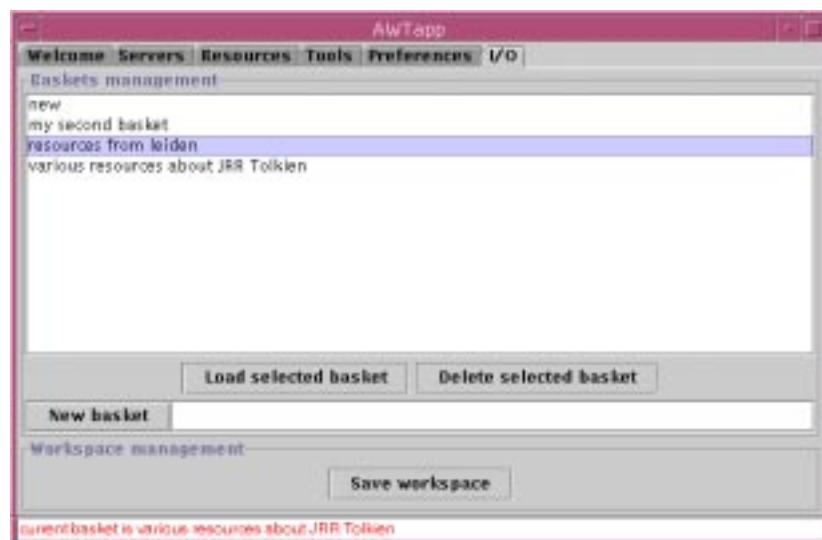 AWTapp
Welcome Servers Resources Tools Preferences I/O
Baskets management
new
my second basket
resources from leiden
various resources about JRR Tolkien
Load selected basket Delete selected basket
New basket
Workspace management
Save workspace
current basket is various resources about JRR Tolkien